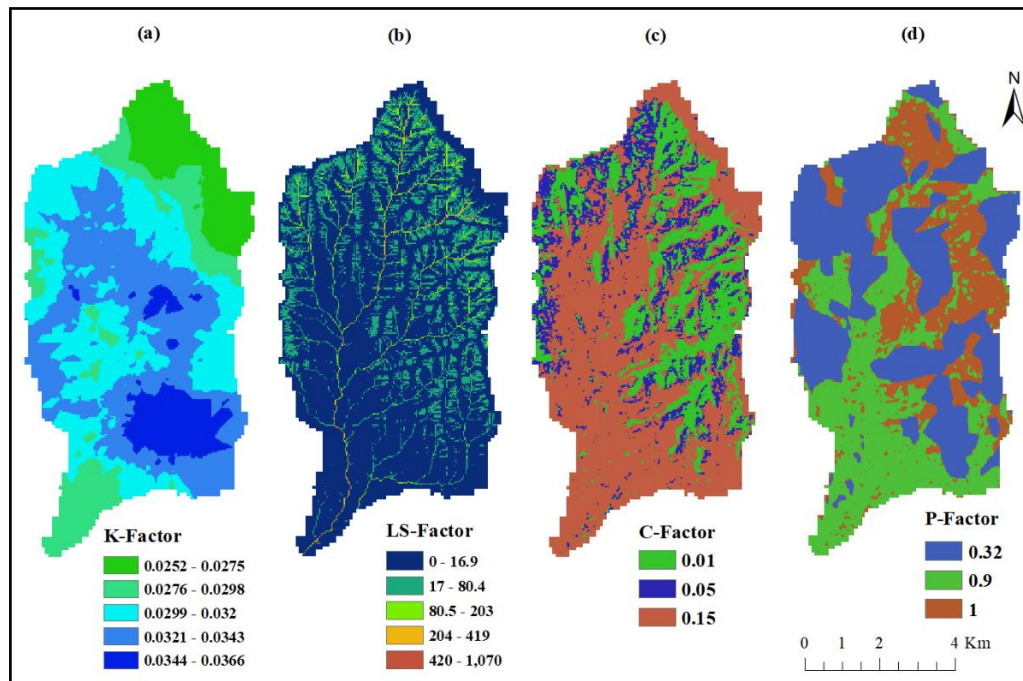 (a)
(b)
(c)
(d)
N
K-Factor
0.0252 - 0.0275
0.0276 - 0.0298
0.0299 - 0.032
0.0321 - 0.0343
0.0344 - 0.0366
LS-Factor
0 - 16.9
17 - 80.4
80.5 - 203
204 - 419
420 - 1,070
C-Factor
0.01
0.05
0.15
P-Factor
0.32
0.9
1
0 1 2 4 Km